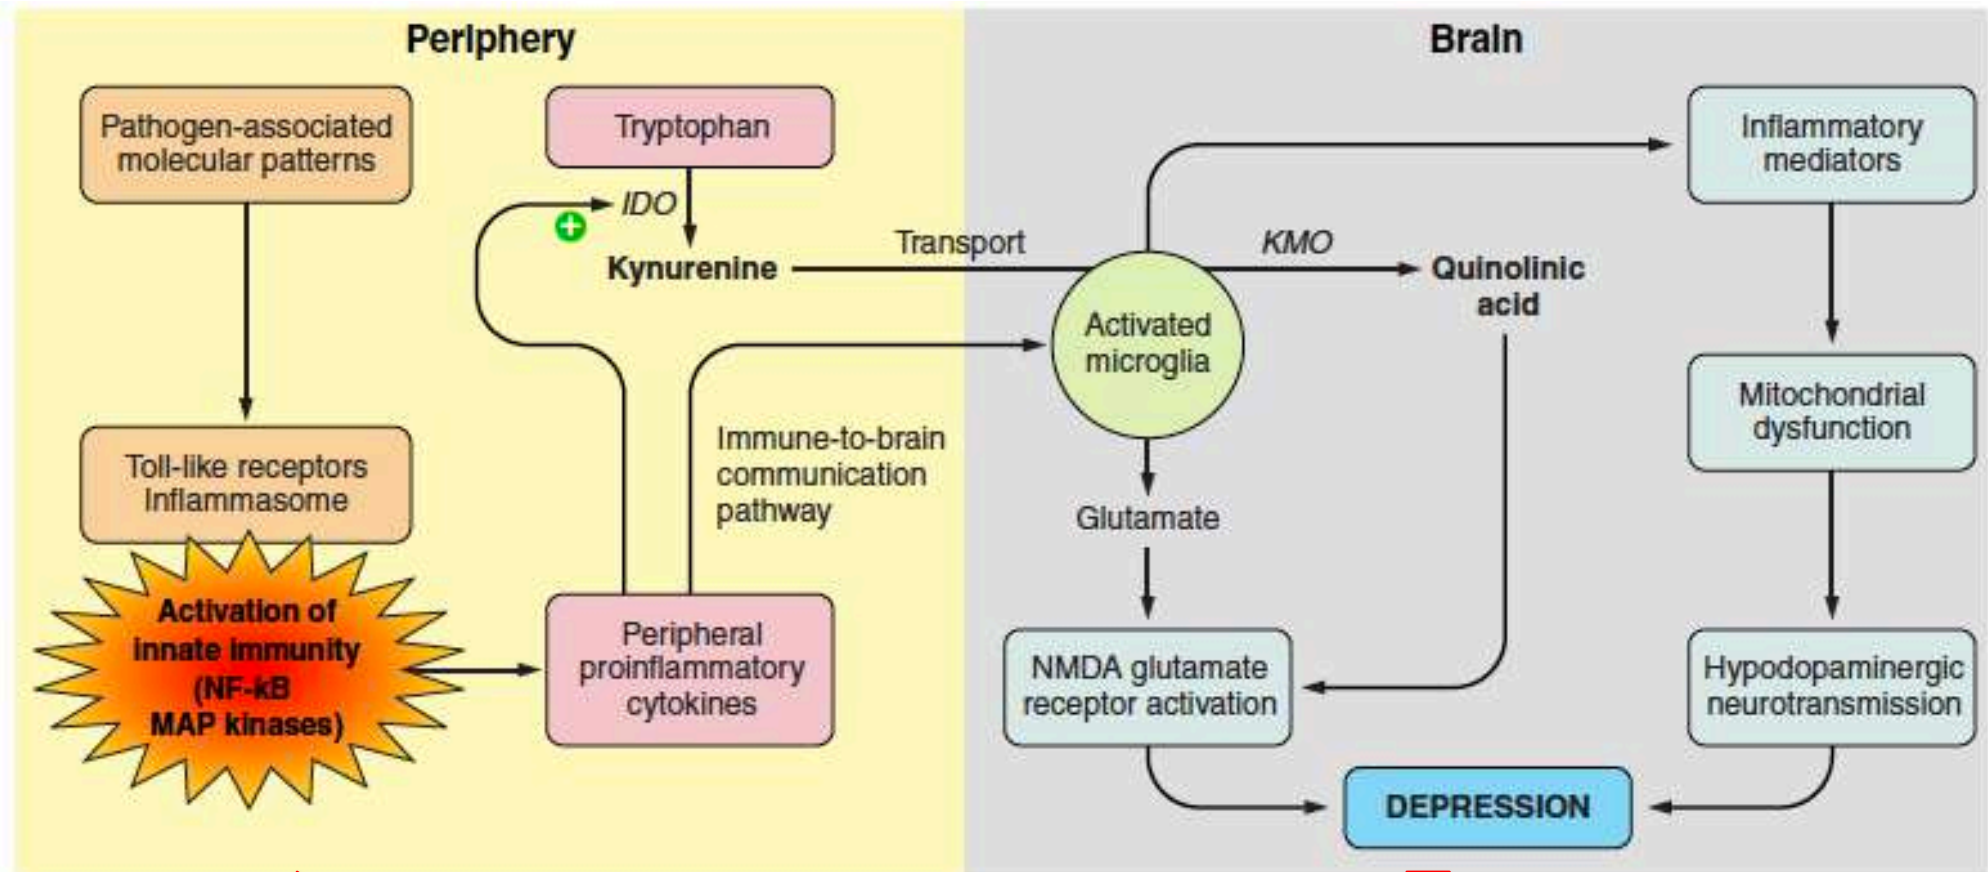 Periphery
Brain
Pathogen-associated
molecular patterns
Tryptophan
Inflammatory
mediators
IDO
Kynurenine
Transport
KMO
Quinolinic
acid
Activated
microglia
Mitochondrial
dysfunction
Toll-like receptors
Inflammasome
Immune-to-brain
communication
pathway
Glutamate
Activation of
innate immunity
(NF-kB
MAP kinases)
Peripheral
proinflammatory
cytokines
NMDA glutamate
receptor activation
Hypodopaminergic
neurotransmission
DEPRESSION